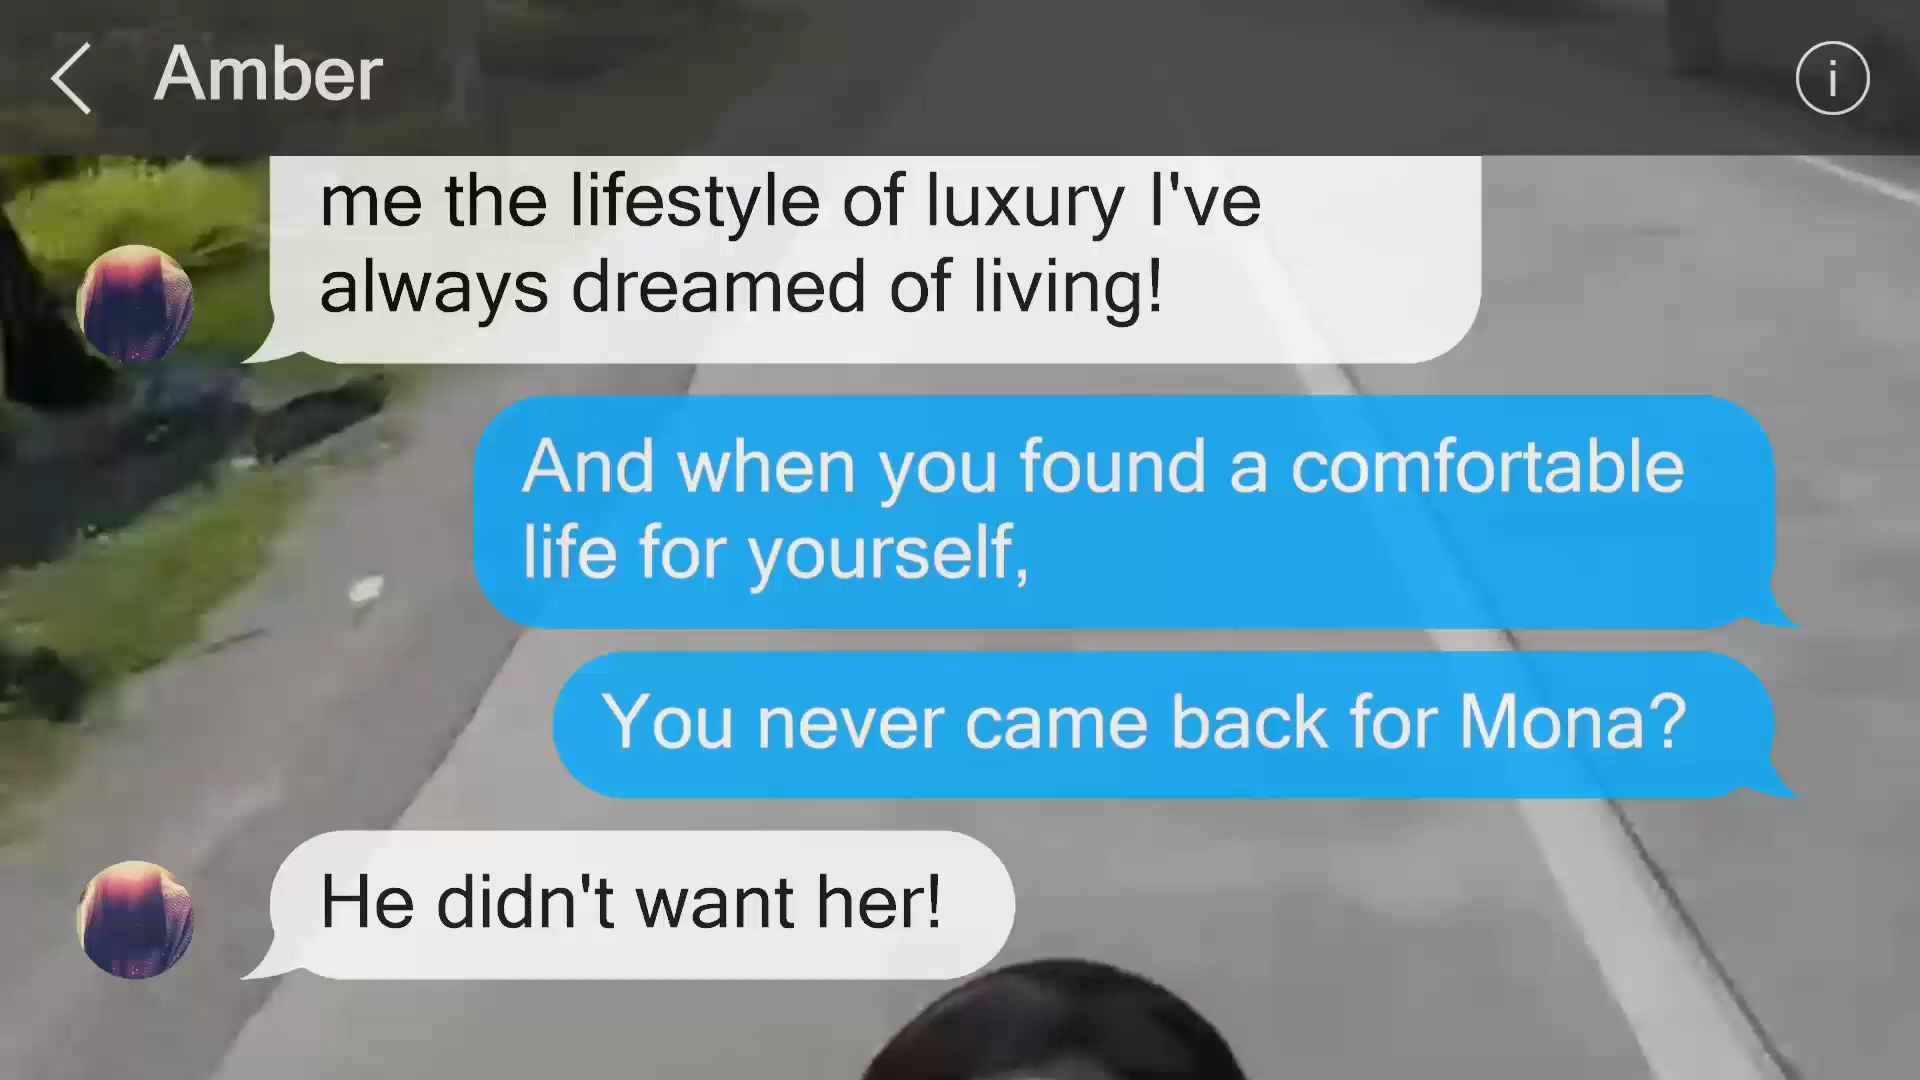 Amber
me the lifestyle of luxury I've
always dreamed of living!
And when you found a comfortable
life for yourself,
You never came back for Mona?
He didn't want her!